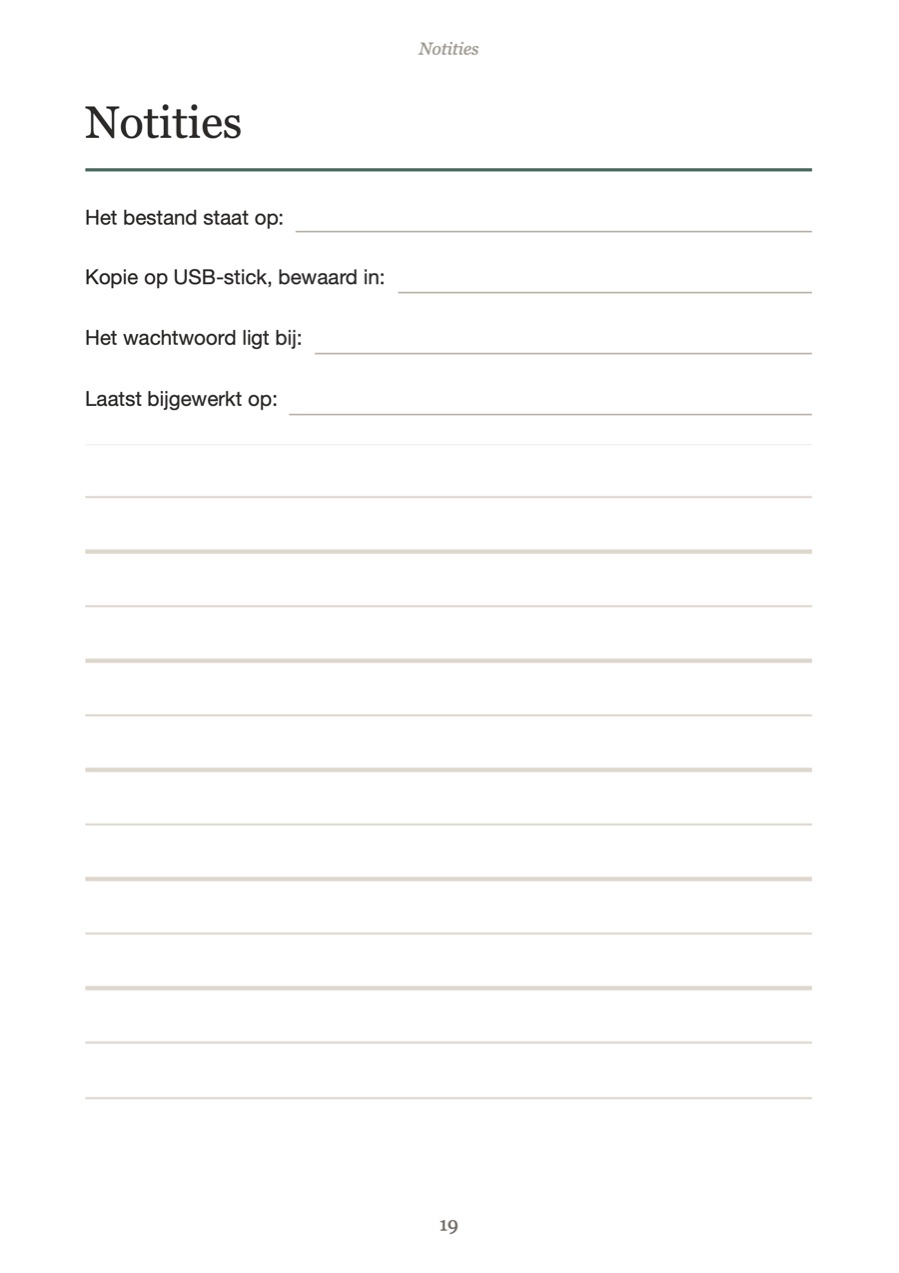 Notities
Notities
Het bestand staat op:
Kopie op USB-stick, bewaard in:
Het wachtwoord ligt bij:
Laatst bijgewerkt op:
19